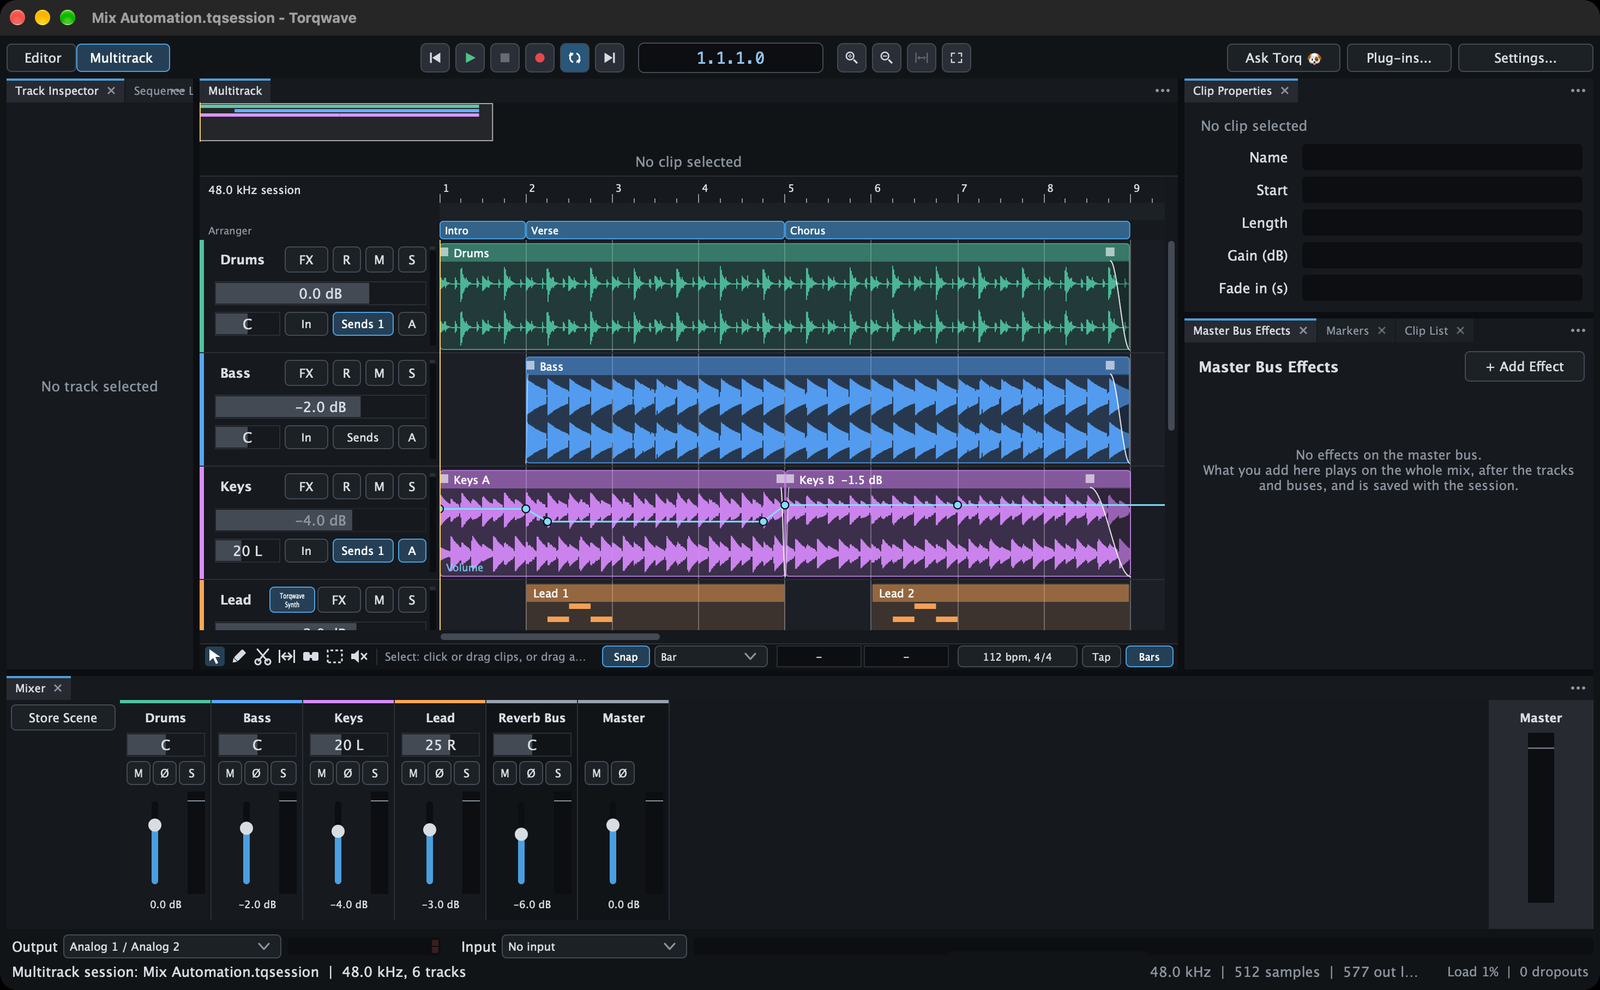 Mix Automation.tqsession - Torqwave
Editor
Multitrack
1.1.1.0
Ask Torq
Plug-ins...
Settings...
Track Inspector
Sequence L
Multitrack
Clip Properties
No clip selected
No clip selected
Name
Start
Length
Gain (dB)
Fade in (s)
48.0 kHz session
1 2 3 4 5 6 7 8 9
Arranger
Intro
Verse
Chorus
Drums
FX R M S
0.0 dB
C In Sends 1 A
Drums
Bass
FX R M S
−2.0 dB
C In Sends A
Bass
Keys
FX R M S
−4.0 dB
20 L In Sends 1 A
Keys A
Keys B −1.5 dB
Volume
Lead
Torqwave
Synth
FX M S
Lead 1
Lead 2
No track selected
Master Bus Effects
Markers
Clip List
Master Bus Effects
+ Add Effect
No effects on the master bus.
What you add here plays on the whole mix, after the tracks
and buses, and is saved with the session.
Select: click or drag clips, or drag a...
Snap
Bar
–
–
112 bpm, 4/4
Tap
Bars
Mixer
Store Scene
Drums Bass Keys Lead Reverb Bus Master
Master
C C 20 L 25 R C
M Ø S M Ø S M Ø S M Ø S M Ø S M Ø
0.0 dB −2.0 dB −4.0 dB −3.0 dB −6.0 dB 0.0 dB
Output Analog 1 / Analog 2
Input No input
Multitrack session: Mix Automation.tqsession | 48.0 kHz, 6 tracks
48.0 kHz | 512 samples | 577 out l... Load 1% | 0 dropouts